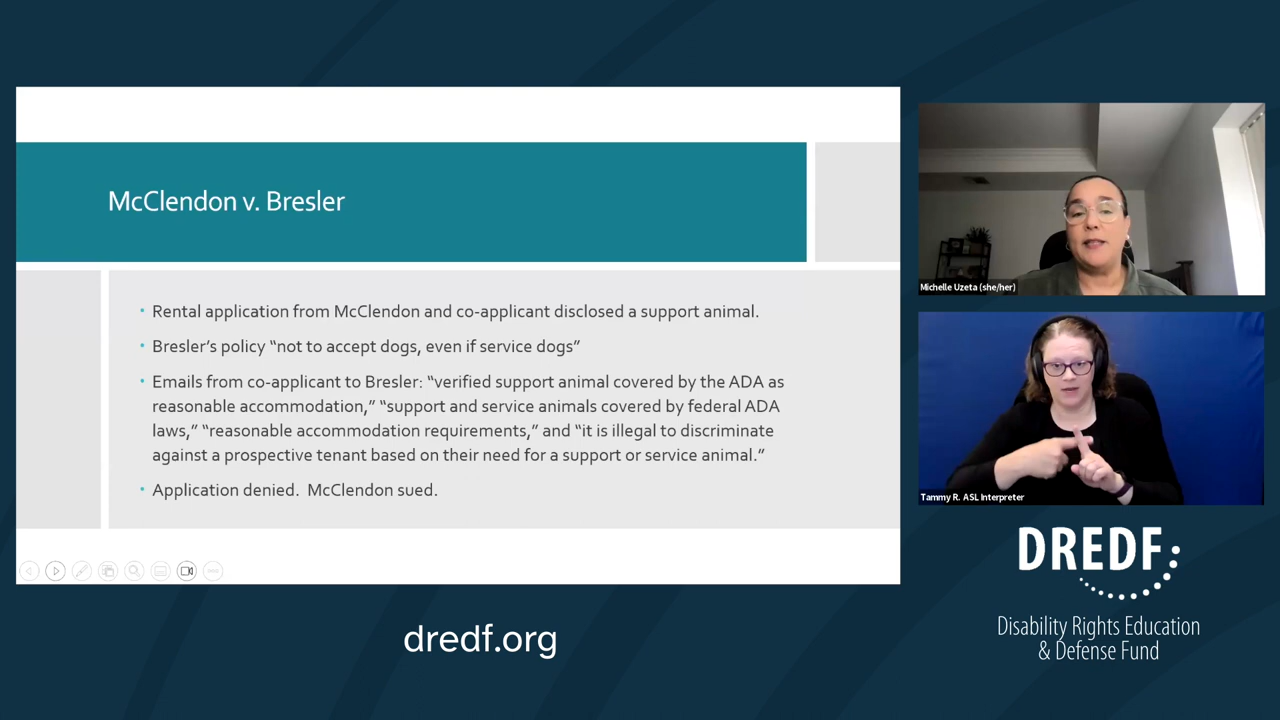 McClendon v. Bresler
• Rental application from McClendon and co-applicant disclosed a support animal.
• Bresler’s policy “not to accept dogs, even if service dogs”
• Emails from co-applicant to Bresler: “verified support animal covered by the ADA as
reasonable accommodation,” “support and service animals covered by federal ADA
laws,” “reasonable accommodation requirements,” and “it is illegal to discriminate
against a prospective tenant based on their need for a support or service animal.”
• Application denied.  McClendon sued.
Michelle Uzeta (she/her)
Tammy R. ASL Interpreter
dredf.org
DREDF
Disability Rights Education
& Defense Fund